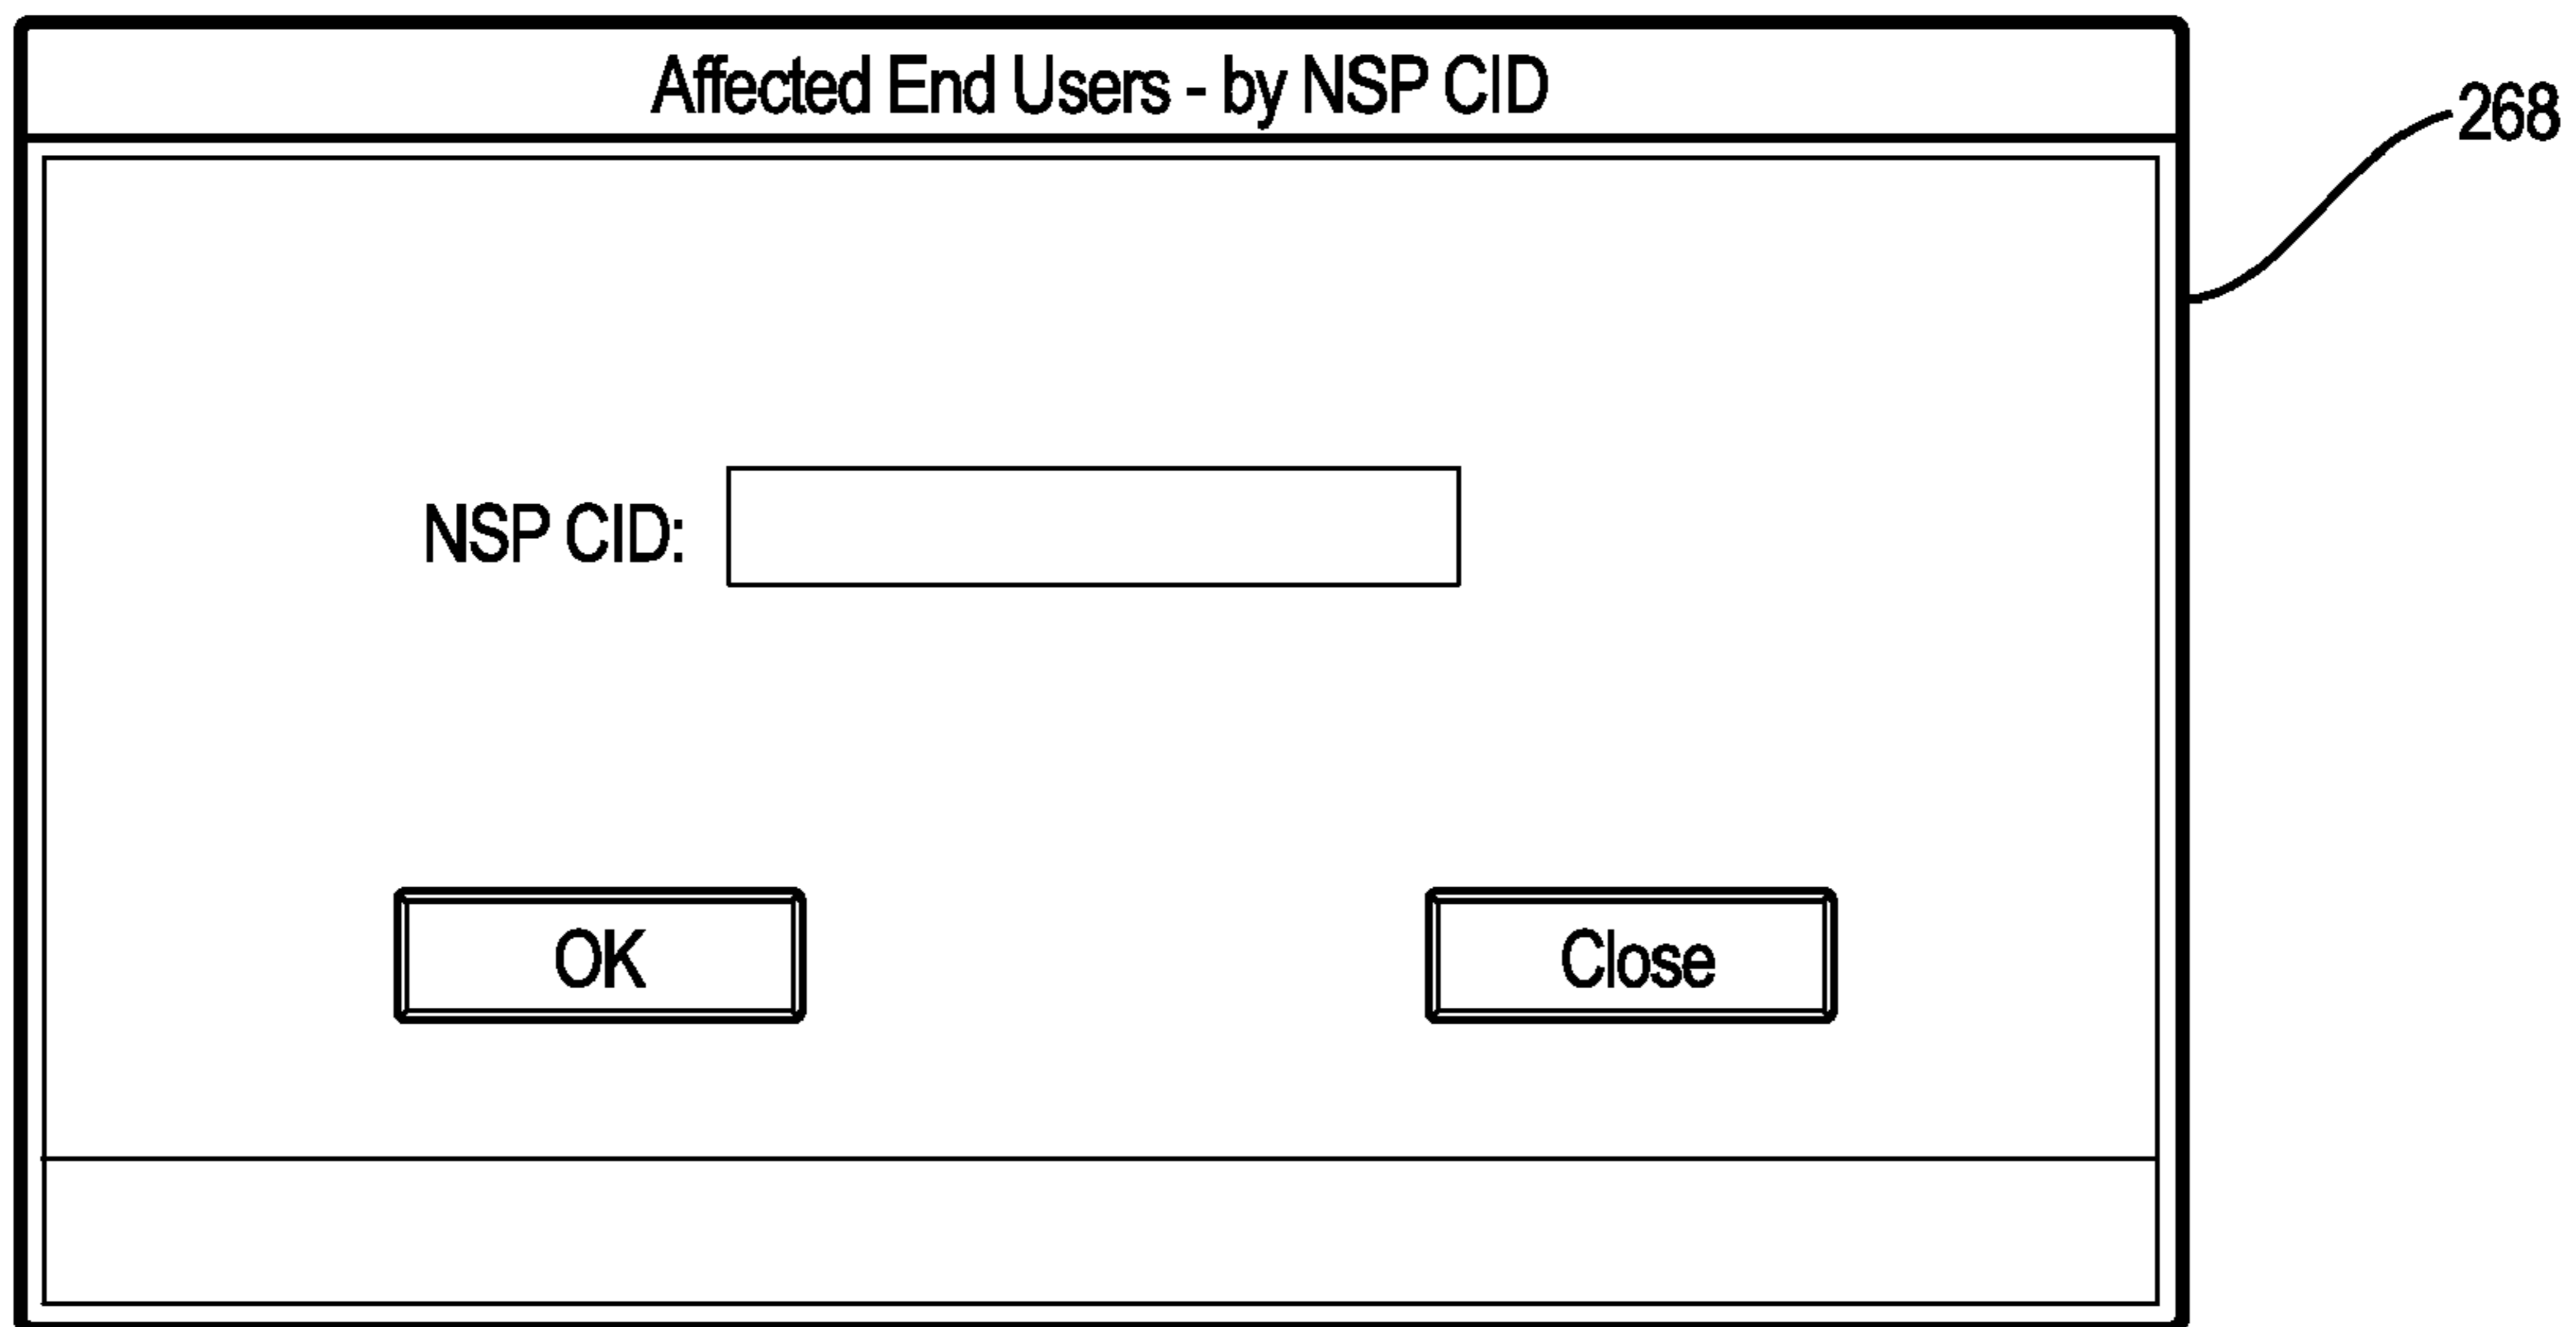 Affected End Users - by NSP CID
268
NSP CID:
OK
Close